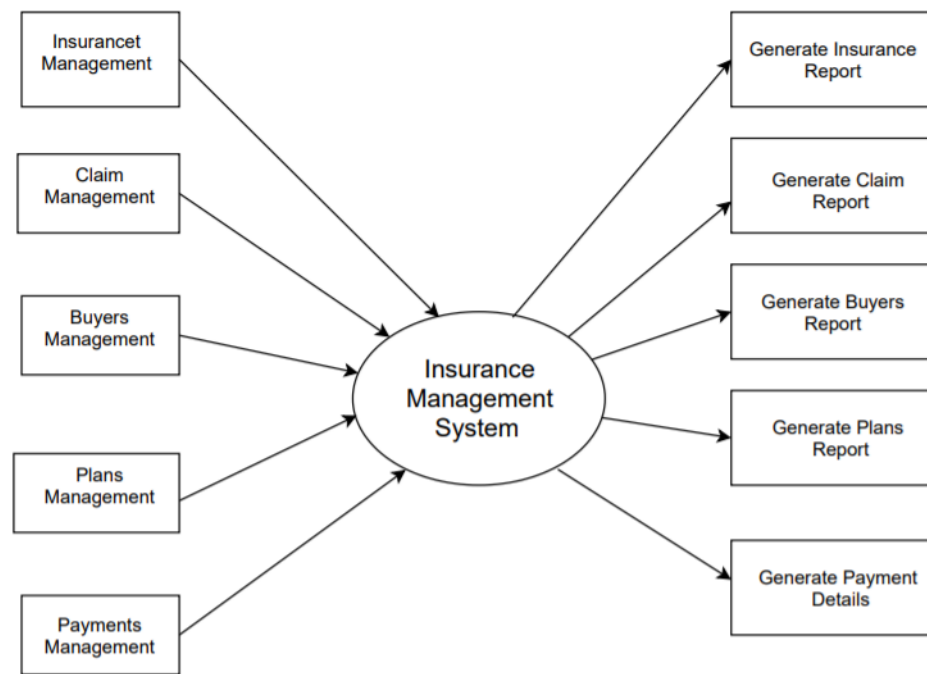 Insurancet
Management
Claim
Management
Buyers
Management
Plans
Management
Payments
Management
Insurance
Management
System
Generate Insurance
Report
Generate Claim
Report
Generate Buyers
Report
Generate Plans
Report
Generate Payment
Details